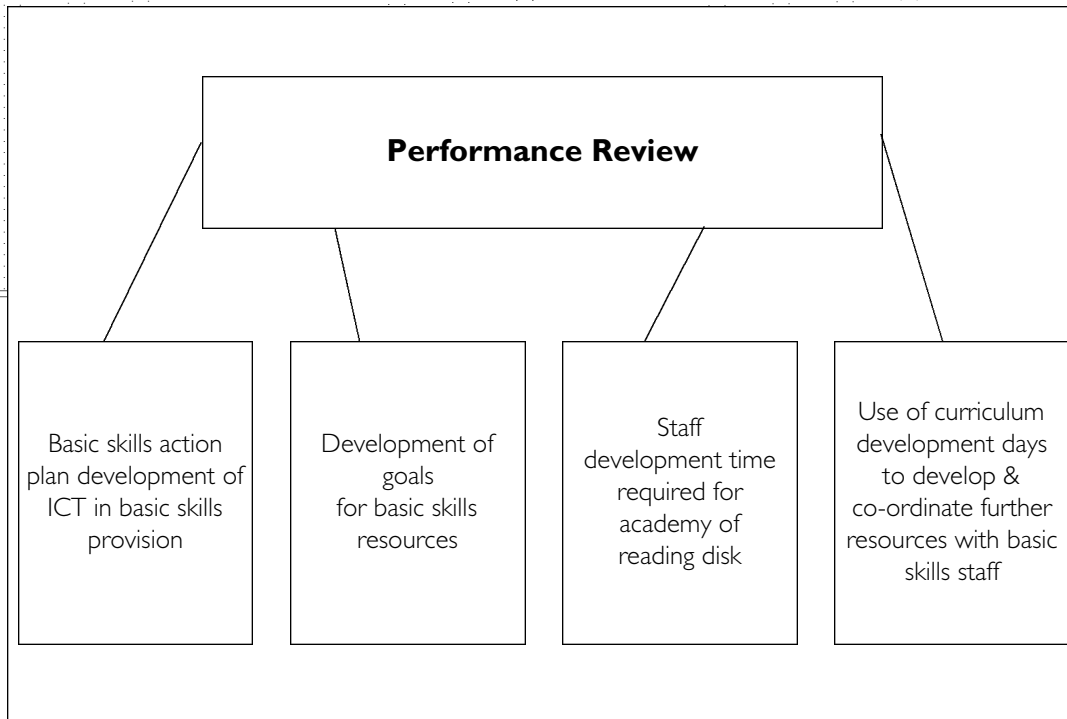 Performance Review
Basic skills action
plan development of
ICT in basic skills
provision
Development of
goals
for basic skills
resources
Staff
development time
required for
academy of
reading disk
Use of curriculum
development days
to develop &
co-ordinate further
resources with basic
skills staff